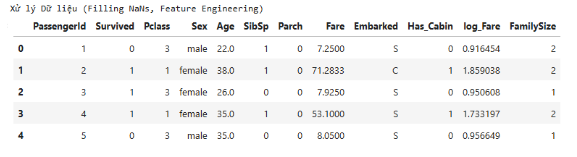 Xử lý Dữ liệu (Filling NaNs, Feature Engineering)
PassengerId Survived Pclass Sex Age SibSp Parch Fare Embarked Has_Cabin log_Fare FamilySize
0 1 0 3 male 22.0 1 0 7.2500 S 0 0.916454 2
1 2 1 1 female 38.0 1 0 71.2833 C 1 1.859038 2
2 3 1 3 female 26.0 0 0 7.9250 S 0 0.950608 1
3 4 1 1 female 35.0 1 0 53.1000 S 1 1.733197 2
4 5 0 3 male 35.0 0 0 8.0500 S 0 0.956649 1